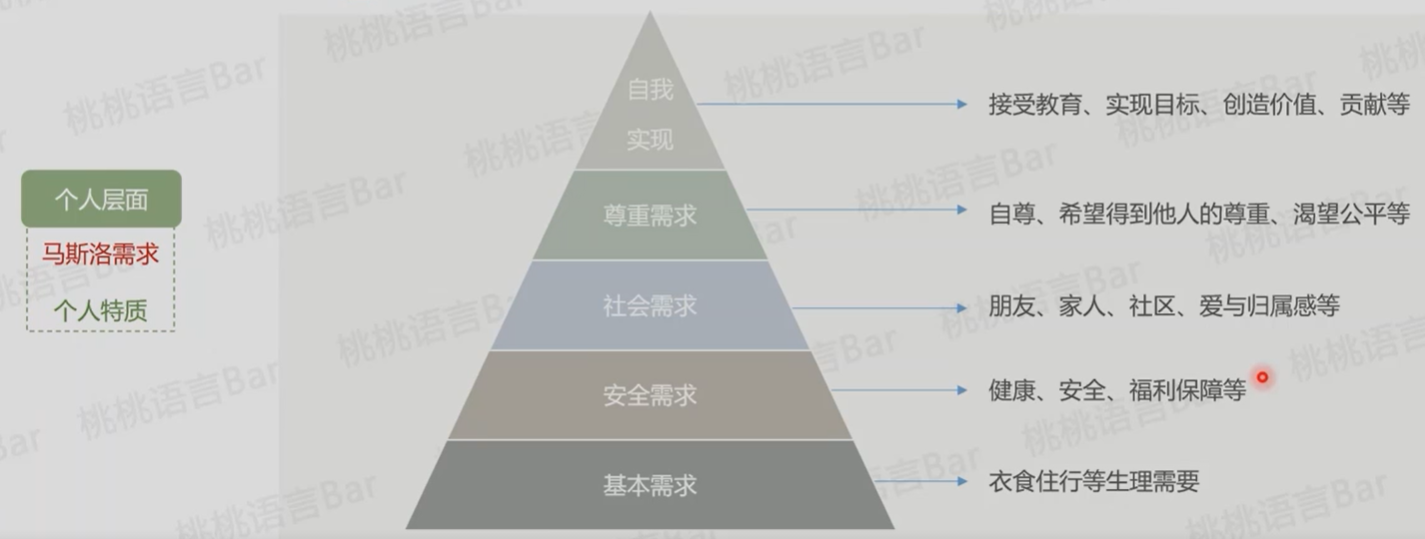 个人层面
马斯洛需求
个人特质
自我
实现
接受教育、实现目标、创造价值、贡献等
尊重需求
自尊、希望得到他人的尊重、渴望公平等
社会需求
朋友、家人、社区、爱与归属感等
安全需求
健康、安全、福利保障等
基本需求
衣食住行等生理需要
桃桃语言Bar